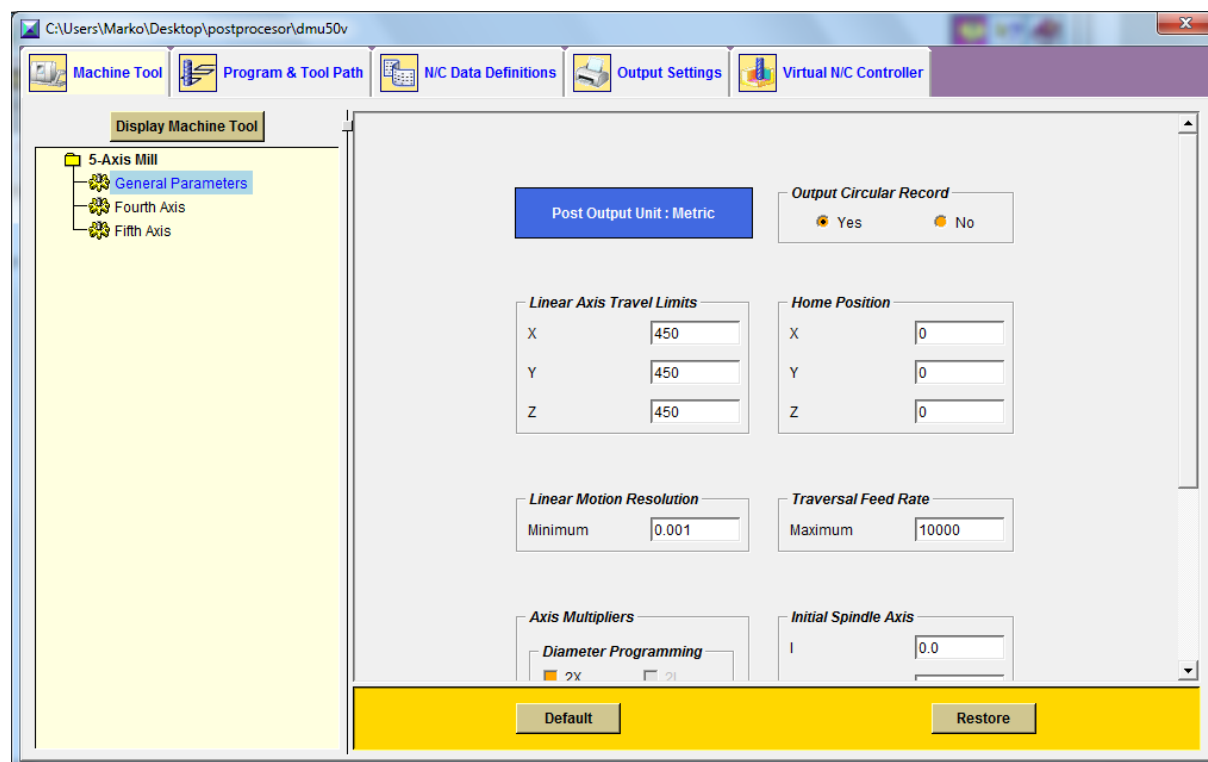 C:\Users\Marko\Desktop\postprocesor\dmu50v
X
Machine Tool
Program & Tool Path
N/C Data Definitions
Output Settings
Virtual N/C Controller
Display Machine Tool
5-Axis Mill
General Parameters
Fourth Axis
Fifth Axis
Post Output Unit : Metric
Output Circular Record
Yes No
Linear Axis Travel Limits
X 450
Y 450
Z 450
Home Position
X 0
Y 0
Z 0
Linear Motion Resolution
Minimum 0.001
Traversal Feed Rate
Maximum 10000
Axis Multipliers
Diameter Programming
2X 2I
Initial Spindle Axis
I 0.0
Default
Restore